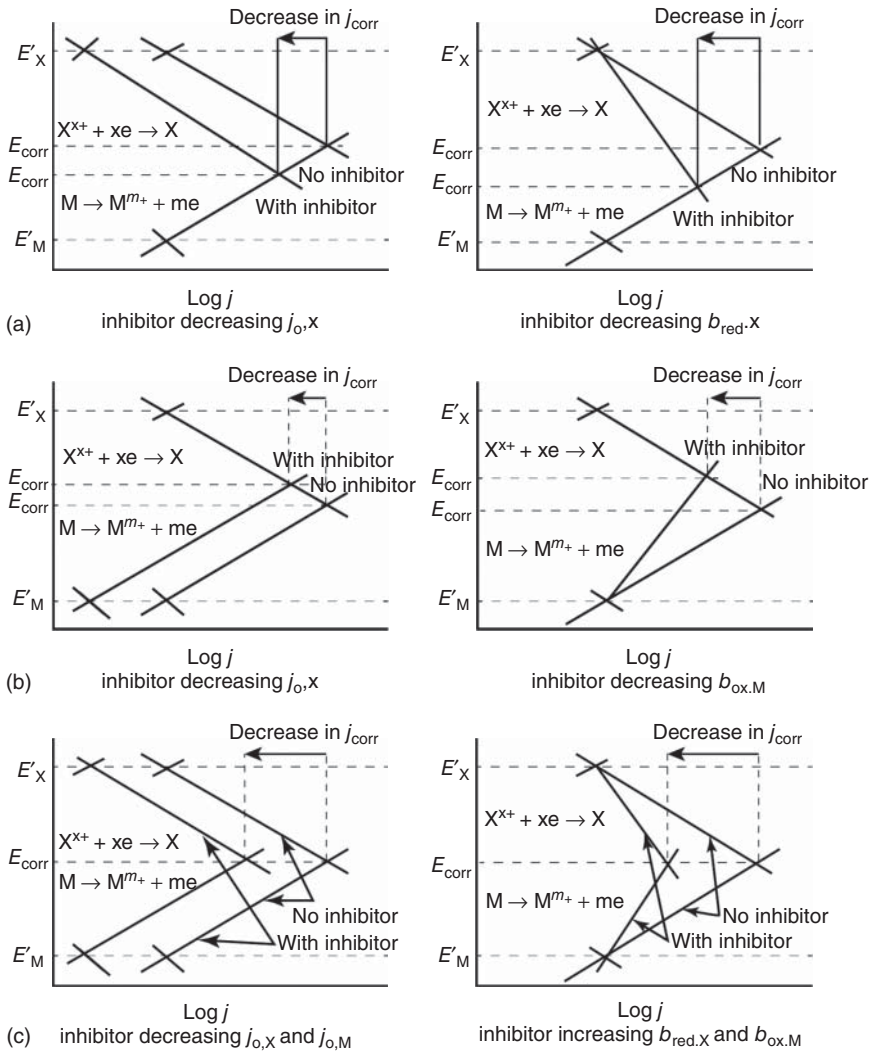 Decrease in j_corr
E′_X
X^x+ + xe → X
E_corr
E_corr
No inhibitor
M → M^m+ + me
With inhibitor
E′_M
Log j
(a) inhibitor decreasing j_o,x
Decrease in j_corr
E′_X
X^x+ + xe → X
E_corr
No inhibitor
E_corr
M → M^m+ + me
With inhibitor
E′_M
Log j
inhibitor decreasing b_red.x
Decrease in j_corr
E′_X
X^x+ + xe → X
With inhibitor
E_corr
No inhibitor
E_corr
M → M^m+ + me
E′_M
Log j
(b) inhibitor decreasing j_o,x
Decrease in j_corr
E′_X
X^x+ + xe → X
With inhibitor
E_corr
No inhibitor
E_corr
M → M^m+ + me
E′_M
Log j
inhibitor decreasing b_ox.M
Decrease in j_corr
E′_X
X^x+ + xe → X
E_corr
M → M^m+ + me
No inhibitor
With inhibitor
E′_M
Log j
(c) inhibitor decreasing j_o,X and j_o,M
Decrease in j_corr
E′_X
X^x+ + xe → X
E_corr
M → M^m+ + me
No inhibitor
With inhibitor
E′_M
Log j
inhibitor increasing b_red.X and b_ox.M